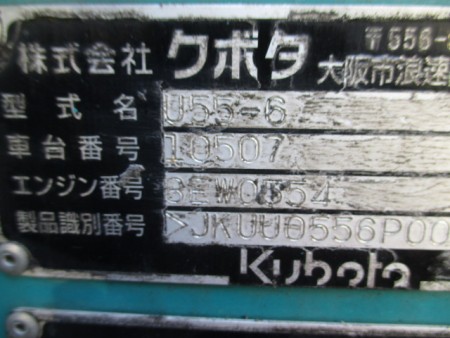 株式会社 クボタ 〒556-
大阪市浪速
型式名 U55-6
車台番号 10507
エンジン番号
製品識別番号 >JKUU0556P00
Kubota